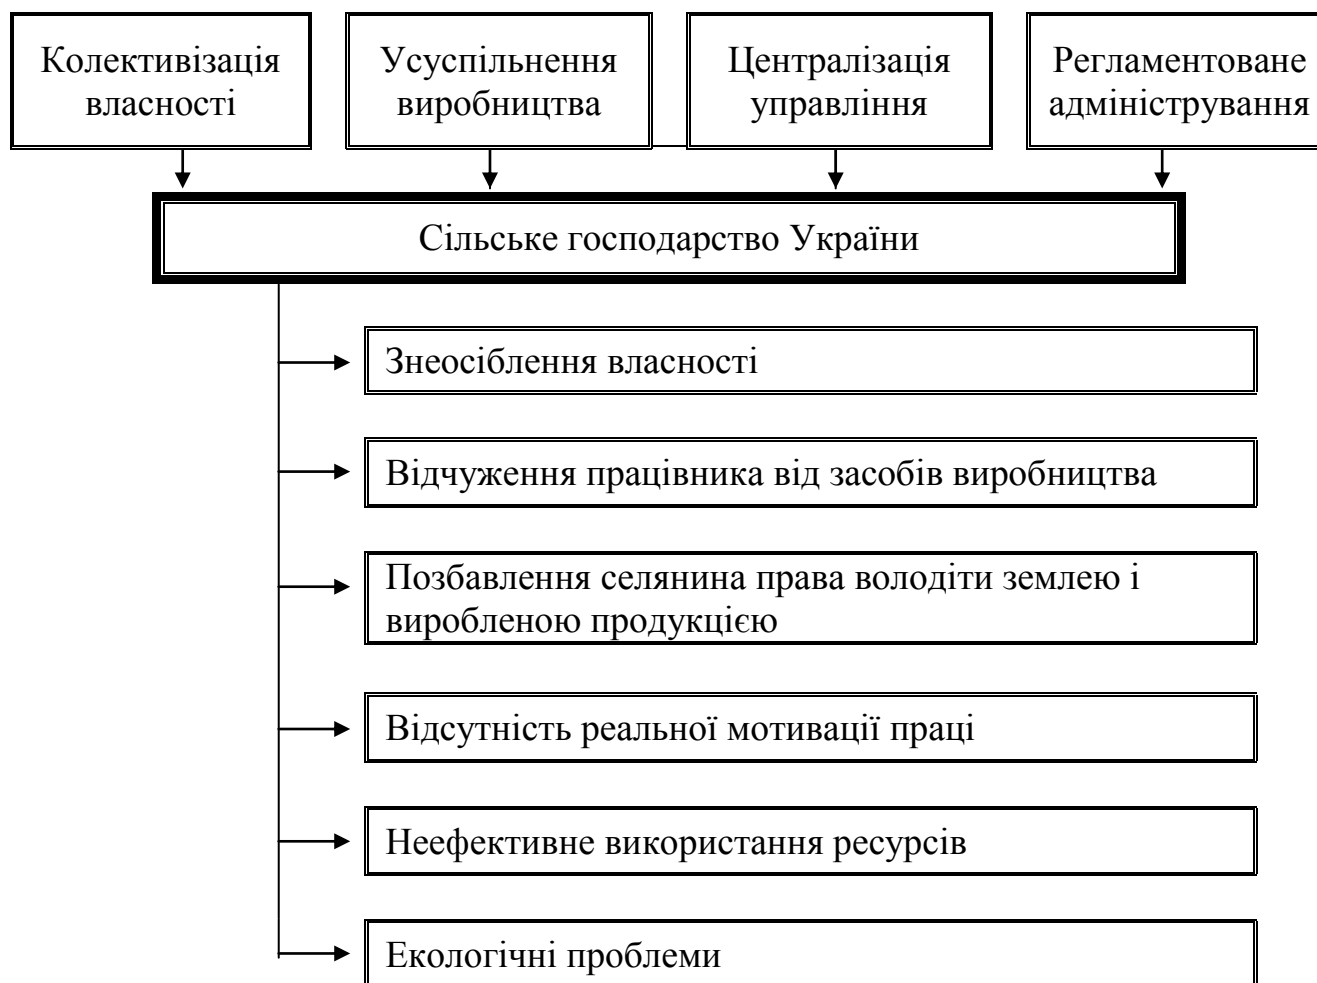 Колективізація
власності
Усуспільнення
виробництва
Централізація
управління
Регламентоване
адміністрування
Сільське господарство України
Знеосіблення власності
Відчуження працівника від засобів виробництва
Позбавлення селянина права володіти землею і
виробленою продукцією
Відсутність реальної мотивації праці
Неефективне використання ресурсів
Екологічні проблеми